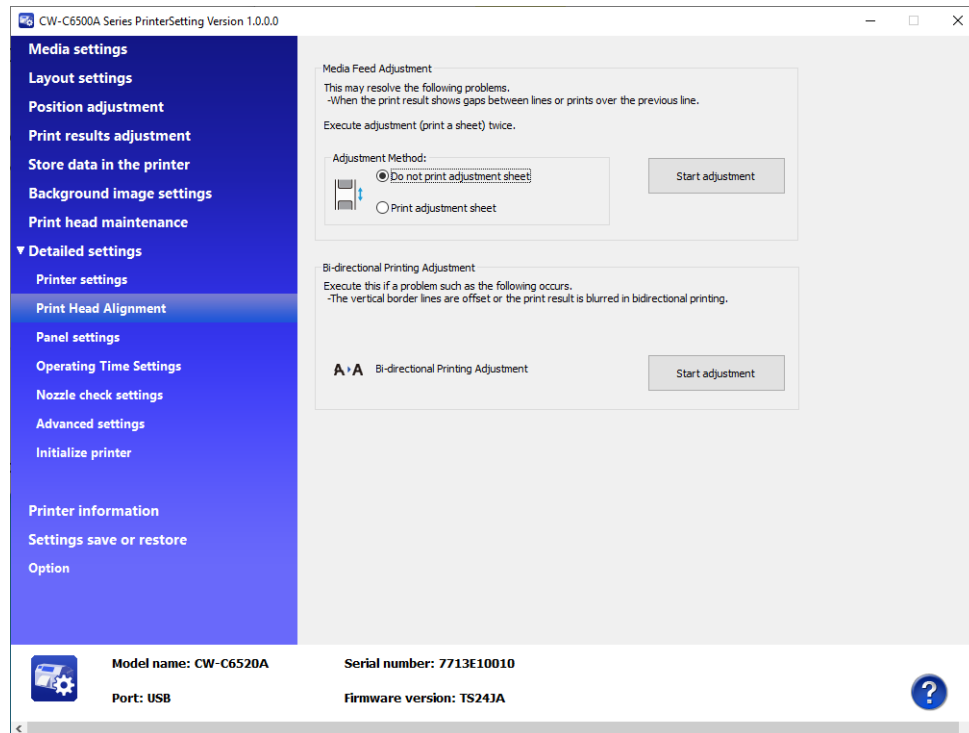 CW-C6500A Series PrinterSetting Version 1.0.0.0
Media settings
Layout settings
Position adjustment
Print results adjustment
Store data in the printer
Background image settings
Print head maintenance
▼ Detailed settings
Printer settings
Print Head Alignment
Panel settings
Operating Time Settings
Nozzle check settings
Advanced settings
Initialize printer
Printer information
Settings save or restore
Option
Media Feed Adjustment
This may resolve the following problems.
-When the print result shows gaps between lines or prints over the previous line.
Execute adjustment (print a sheet) twice.
Adjustment Method:
Do not print adjustment sheet
Print adjustment sheet
Start adjustment
Bi-directional Printing Adjustment
Execute this if a problem such as the following occurs.
-The vertical border lines are offset or the print result is blurred in bidirectional printing.
A A Bi-directional Printing Adjustment
Start adjustment
Model name: CW-C6520A
Serial number: 7713E10010
Port: USB
Firmware version: TS24JA
?